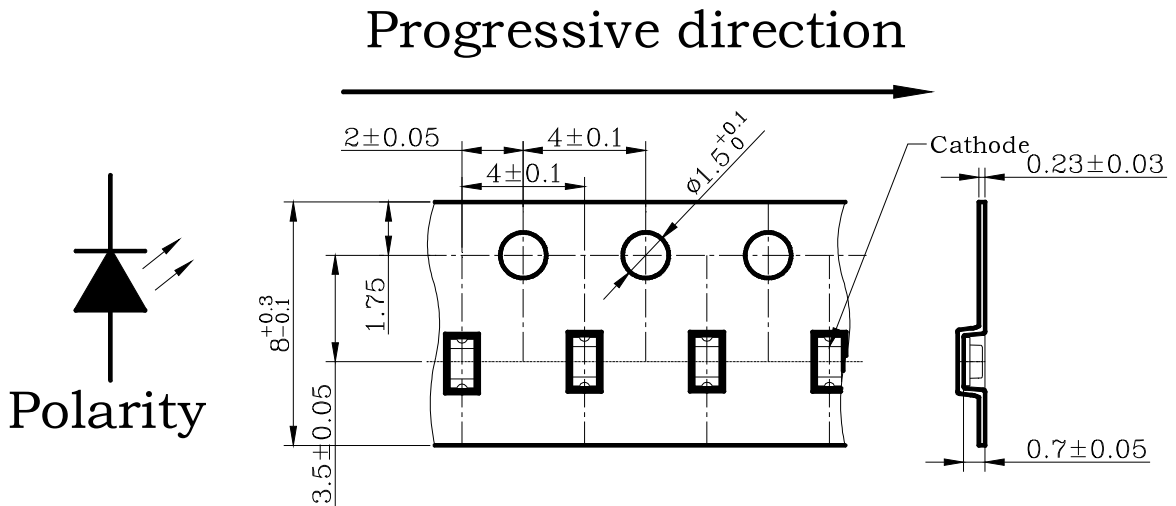 Progressive direction
2±0.05
4±0.1
4±0.1
ø1.5 +0.1 0
Cathode
0.23±0.03
8 +0.3 -0.1
1.75
3.5±0.05
0.7±0.05
Polarity